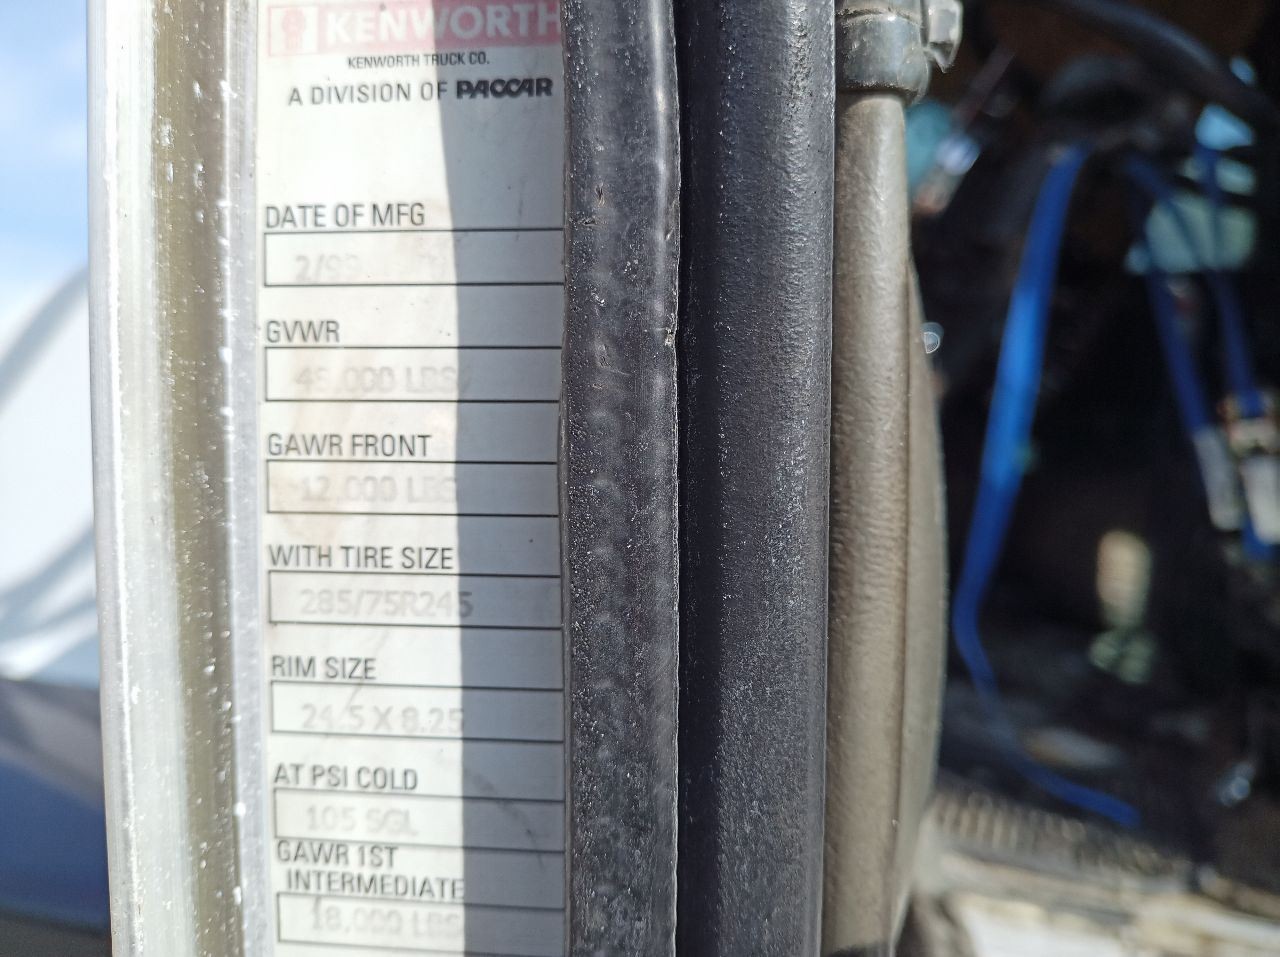 KENWORTH
KENWORTH TRUCK CO.
A DIVISION OF PACCAR
DATE OF MFG
GVWR
LBS
GAWR FRONT
12,000 LBS
WITH TIRE SIZE
285/75R245
RIM SIZE
24.5 X 8.25
AT PSI COLD
105 SGL
GAWR 1ST
INTERMEDIATE
18,000 LBS